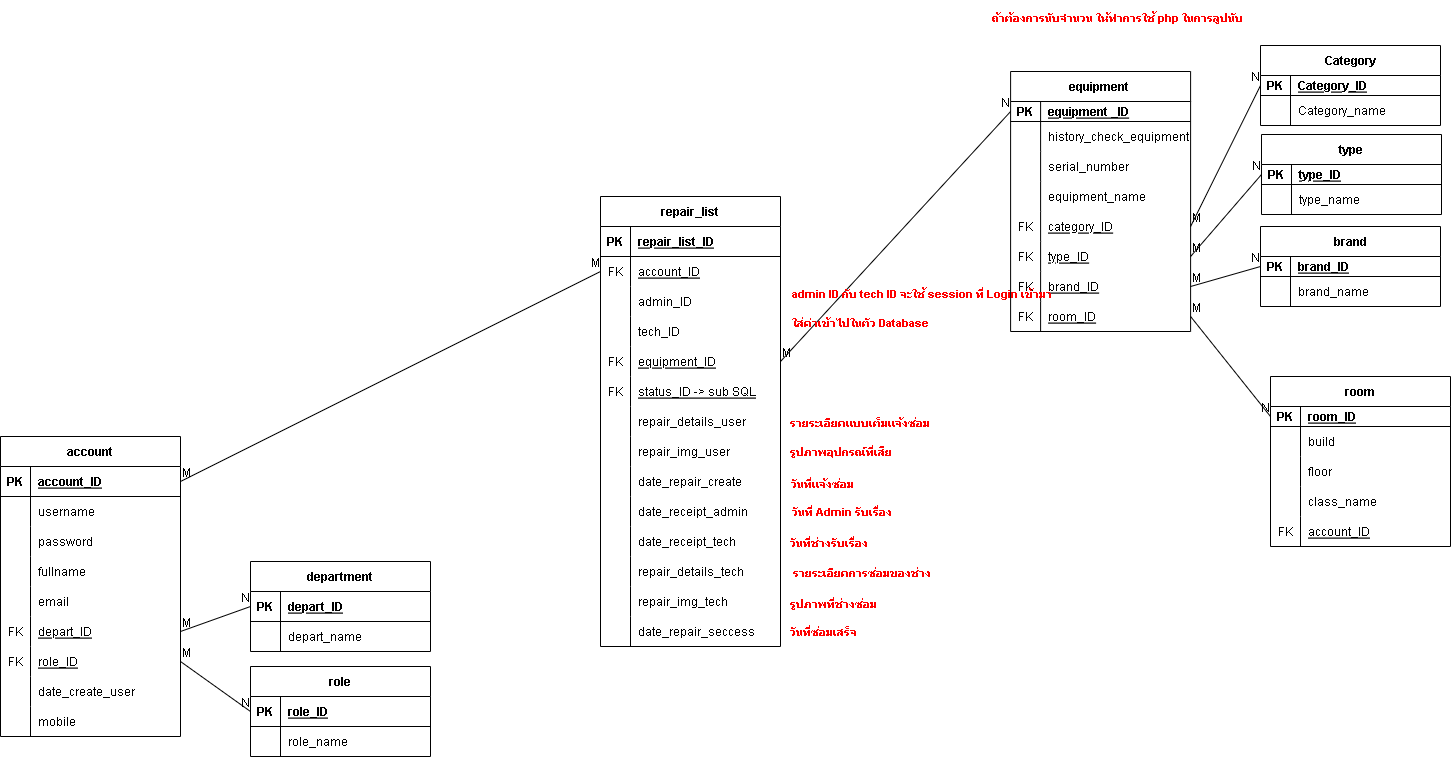 ถ้าต้องการนับจำนวน ให้ทำการใช้ php ในการลูปนับ
Category
PK Category_ID
Category_name
N
equipment
PK equipment _ID
history_check_equipment
serial_number
equipment_name
FK category_ID
FK type_ID
FK brand_ID
FK room_ID
N
M
M
M
M
type
PK type_ID
type_name
N
brand
PK brand_ID
brand_name
N
room
PK room_ID
build
floor
class_name
FK account_ID
N
repair_list
PK repair_list_ID
FK account_ID
admin_ID
tech_ID
FK equipment_ID
FK status_ID -> sub SQL
repair_details_user
repair_img_user
date_repair_create
date_receipt_admin
date_receipt_tech
repair_details_tech
repair_img_tech
date_repair_seccess
M
M
admin ID กับ tech ID จะใช้ session ที่ Login เข้ามา
ใส่ค่าเข้าไปในตัว Database
รายระเอียดแบบเต็มแจ้งซ่อม
รูปภาพอุปกรณ์ที่เสีย
วันที่แจ้งซ่อม
วันที่ Admin รับเรื่อง
วันที่ช่างรับเรื่อง
รายระเอียดการซ่อมของช่าง
รูปภาพที่ช่างซ่อม
วันที่ซ่อมเสร็จ
account
PK account_ID
username
password
fullname
email
FK depart_ID
FK role_ID
date_create_user
mobile
M
M
M
department
PK depart_ID
depart_name
N
role
PK role_ID
role_name
N